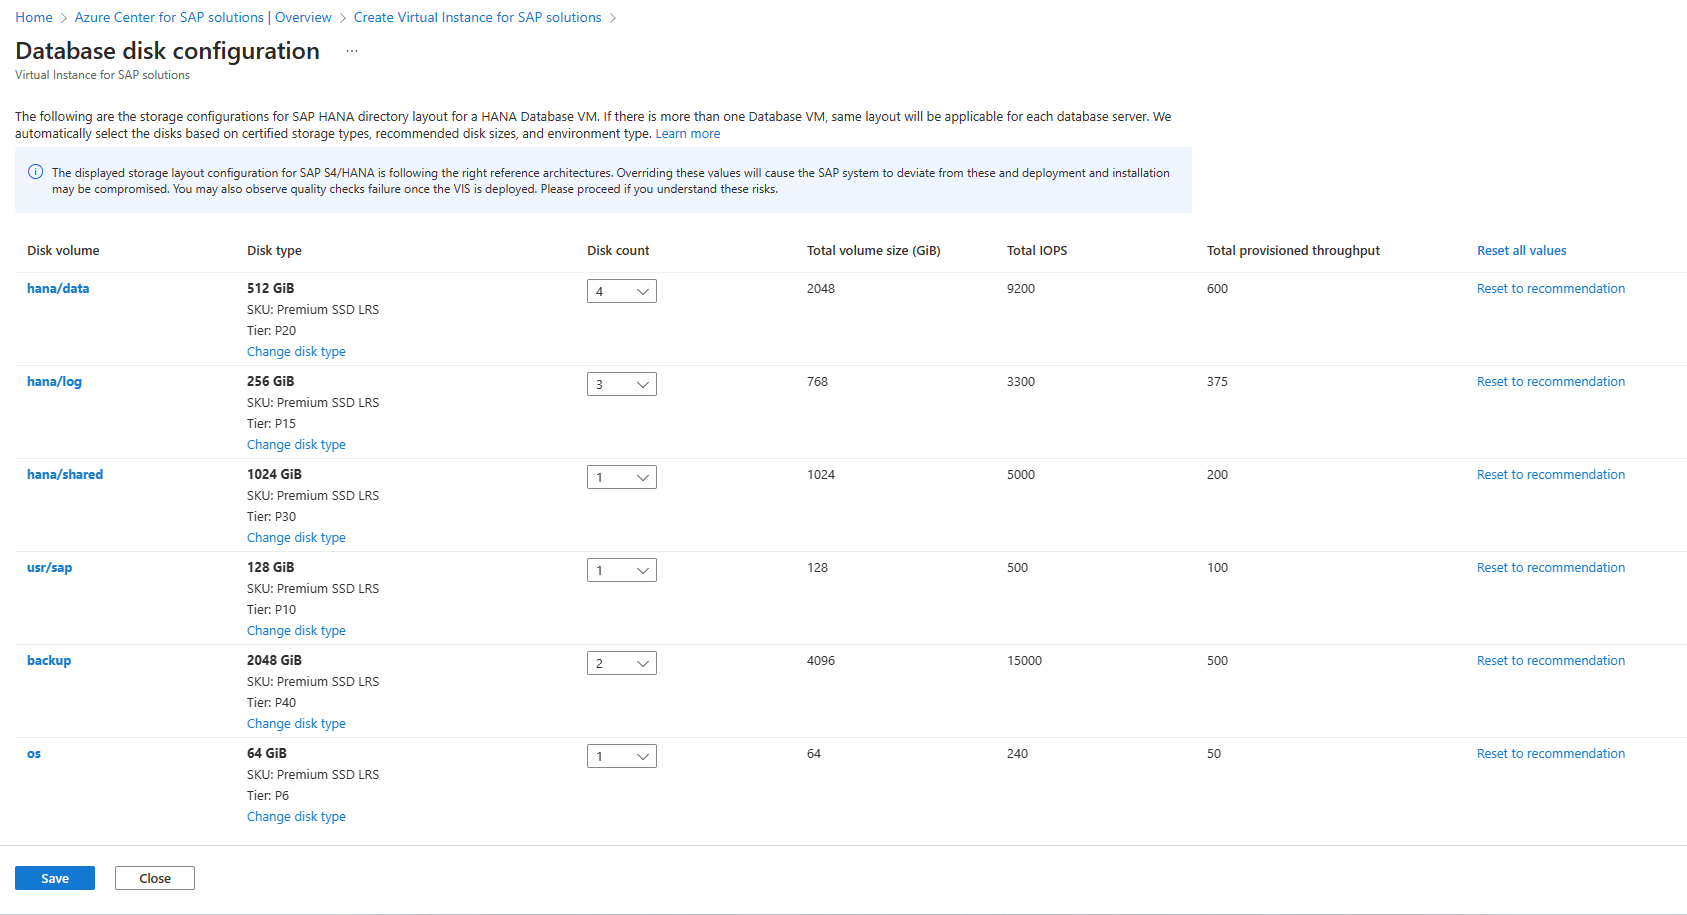 Home > Azure Center for SAP solutions | Overview > Create Virtual Instance for SAP solutions >
Database disk configuration ...
Virtual Instance for SAP solutions
The following are the storage configurations for SAP HANA directory layout for a HANA Database VM. If there is more than one Database VM, same layout will be applicable for each database server. We
automatically select the disks based on certified storage types, recommended disk sizes, and environment type. Learn more
The displayed storage layout configuration for SAP S4/HANA is following the right reference architectures. Overriding these values will cause the SAP system to deviate from these and deployment and installation
may be compromised. You may also observe quality checks failure once the VIS is deployed. Please proceed if you understand these risks.
Disk volume Disk type Disk count Total volume size (GiB) Total IOPS Total provisioned throughput Reset all values
hana/data 512 GiB 4 2048 9200 600 Reset to recommendation
SKU: Premium SSD LRS
Tier: P20
Change disk type
hana/log 256 GiB 3 768 3300 375 Reset to recommendation
SKU: Premium SSD LRS
Tier: P15
Change disk type
hana/shared 1024 GiB 1 1024 5000 200 Reset to recommendation
SKU: Premium SSD LRS
Tier: P30
Change disk type
usr/sap 128 GiB 1 128 500 100 Reset to recommendation
SKU: Premium SSD LRS
Tier: P10
Change disk type
backup 2048 GiB 2 4096 15000 500 Reset to recommendation
SKU: Premium SSD LRS
Tier: P40
Change disk type
os 64 GiB 1 64 240 50 Reset to recommendation
SKU: Premium SSD LRS
Tier: P6
Change disk type
Save Close